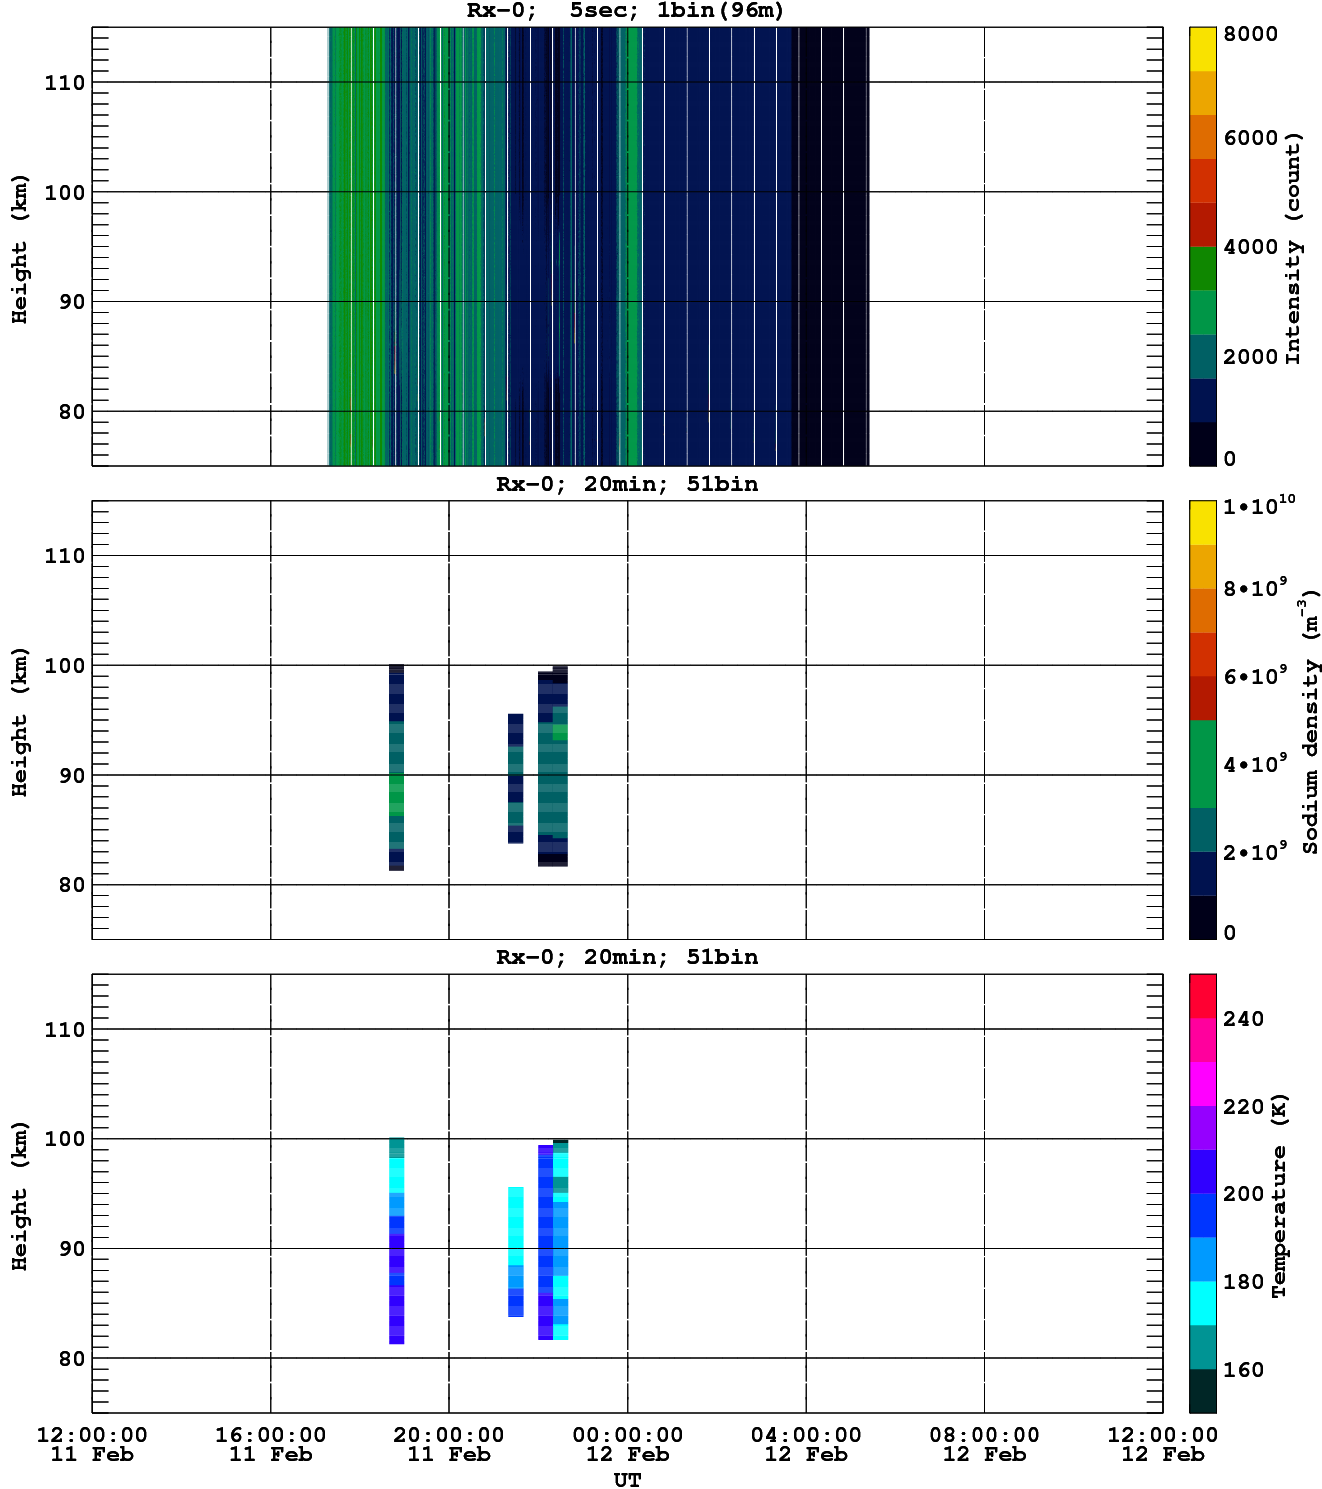 Rx-0;  5sec; 1bin(96m)
110
100
90
80
Height (km)
8000
6000
4000
2000
0
Intensity (count)
Rx-0; 20min; 51bin
110
100
90
80
Height (km)
1•10¹⁰
8•10⁹
6•10⁹
4•10⁹
2•10⁹
0
Sodium density (m⁻³)
Rx-0; 20min; 51bin
110
100
90
80
Height (km)
240
220
200
180
160
Temperature (K)
12:00:00 16:00:00 20:00:00 00:00:00 04:00:00 08:00:00 12:00:00
11 Feb 11 Feb 11 Feb 12 Feb 12 Feb 12 Feb 12 Feb
UT